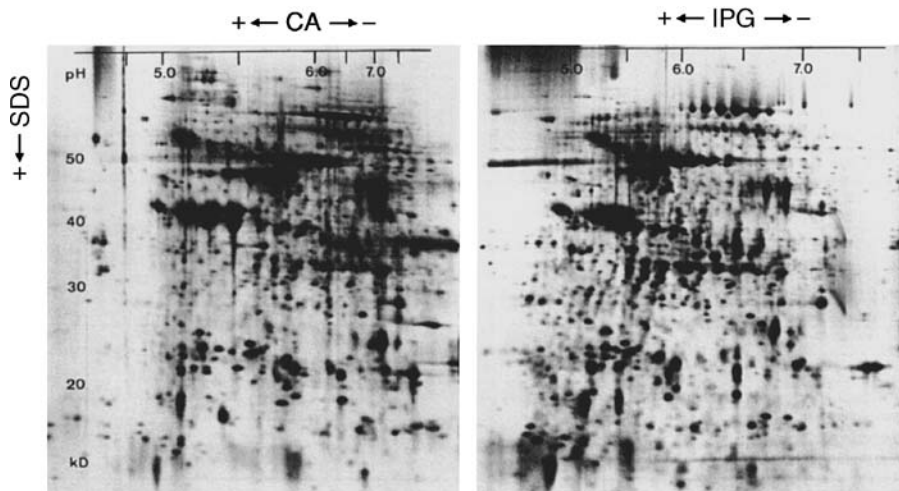 + ←→ CA ←→ −
+ ←→ IPG ←→ −
+ ← SDS
pH 5.0 6.0 7.0
50
40
30
20
kD
5.0 6.0 7.0